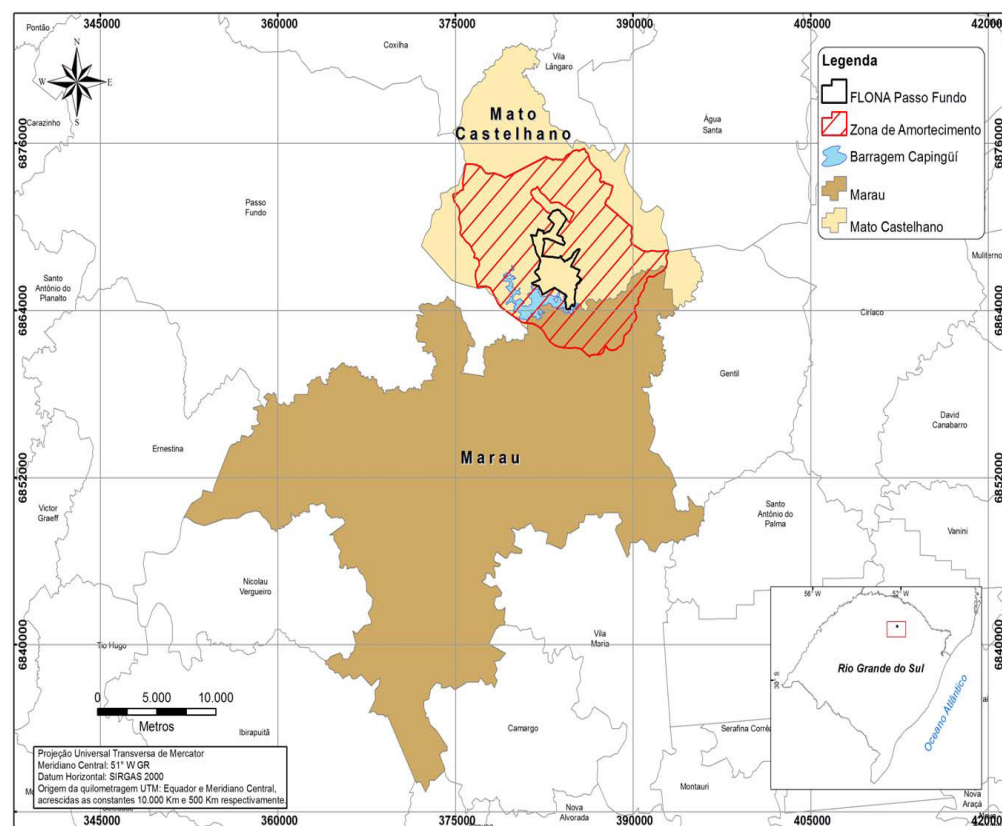 345000
360000
375000
390000
405000
420000
Pontão
Coxilha
Vila
Lângaro
N
W
E
S
Carazinho
Água
Santa
Mato
Castelhano
6876000
6876000
Legenda
FLONA Passo Fundo
Zona de Amortecimento
Barragem Capingüí
Marau
Mato Castelhano
Passo
Fundo
Muliterno
Santo
Antônio do
Planalto
6864000
6864000
Ciríaco
Gentil
David
Canabarro
Ernestina
Marau
6852000
6852000
Victor
Graeff
Santo
Antônio do
Palma
Vanini
Nicolau
Vergueiro
56° W
52° W
Tio Hugo
Vila
Maria
6840000
6840000
Rio Grande do Sul
30° S
Oceano Atlântico
0
5.000
10.000
Metros
Ibirapuitã
Camargo
Serafina Corrêa
Projeção Universal Transversa de Mercator
Meridiano Central: 51° W GR
Datum Horizontal: SIRGAS 2000
Origem da quilometragem UTM: Equador e Meridiano Central,
acrescidas as constantes 10.000 Km e 500 Km respectivamente.
Montauri
Nova
Alvorada
Nova
Araçá
345000
360000
375000
390000
405000
420000